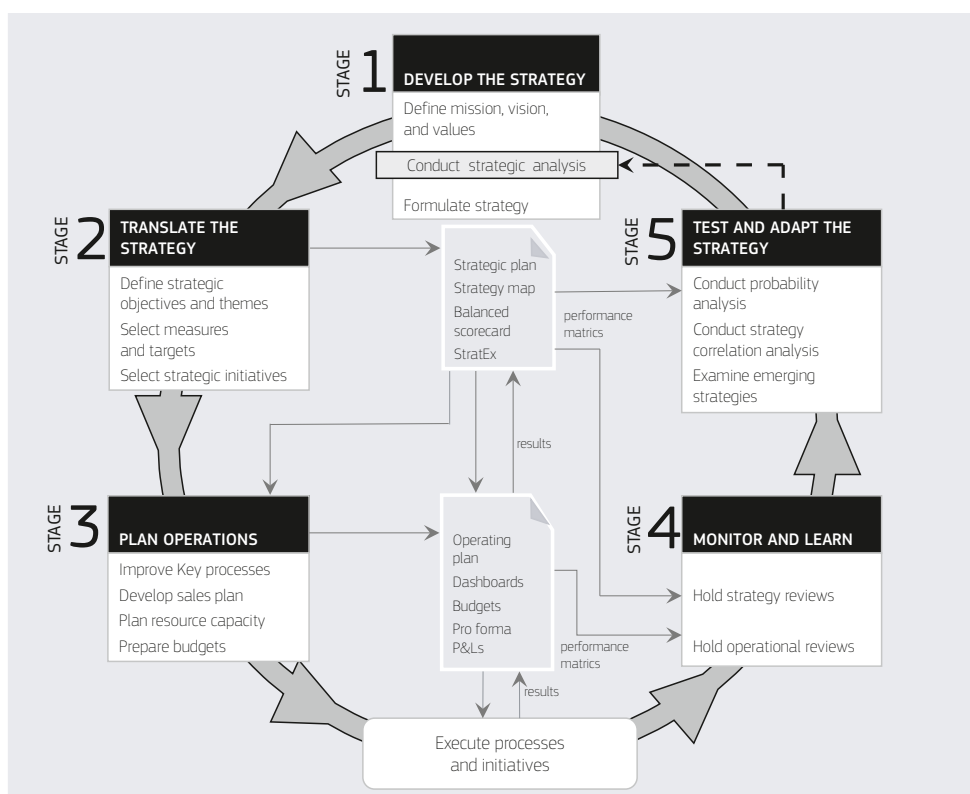 STAGE 1
DEVELOP THE STRATEGY
Define mission, vision,
and values
Conduct strategic analysis
Formulate strategy
STAGE 2
TRANSLATE THE
STRATEGY
Define strategic
objectives and themes
Select measures
and targets
Select strategic initiatives
Strategic plan
Strategy map
Balanced
scorecard
StratEx
performance
matrics
STAGE 5
TEST AND ADAPT THE
STRATEGY
Conduct probability
analysis
Conduct strategy
correlation analysis
Examine emerging
strategies
results
STAGE 3
PLAN OPERATIONS
Improve Key processes
Develop sales plan
Plan resource capacity
Prepare budgets
Operating
plan
Dashboards
Budgets
Pro forma
P&Ls
performance
matrics
STAGE 4
MONITOR AND LEARN
Hold strategy reviews
Hold operational reviews
results
Execute processes
and initiatives